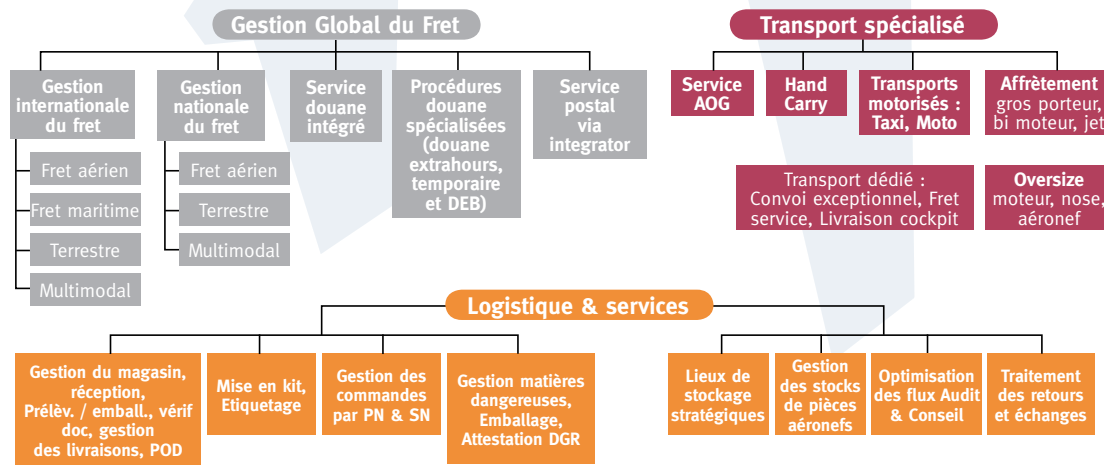 Gestion Global du Fret
Gestion
internationale
du fret
Fret aérien
Fret maritime
Terrestre
Multimodal
Gestion
nationale
du fret
Fret aérien
Terrestre
Multimodal
Service
douane
intégré
Procédures
douane
spécialisées
(douane
extrahours,
temporaire
et DEB)
Service
postal
via
integrator
Transport spécialisé
Service
AOG
Hand
Carry
Transports
motorisés :
Taxi, Moto
Affrètement
gros porteur,
bi moteur, jet
Transport dédié :
Convoi exceptionnel, Fret
service, Livraison cockpit
Oversize
moteur, nose,
aéronef
Logistique & services
Gestion du magasin,
réception,
Prélèv. / emball., vérif
doc, gestion
des livraisons, POD
Mise en kit,
Etiquetage
Gestion des
commandes
par PN & SN
Gestion matières
dangereuses,
Emballage,
Attestation DGR
Lieux de
stockage
stratégiques
Gestion
des stocks
de pièces
aéronefs
Optimisation
des flux Audit
& Conseil
Traitement
des retours
et échanges